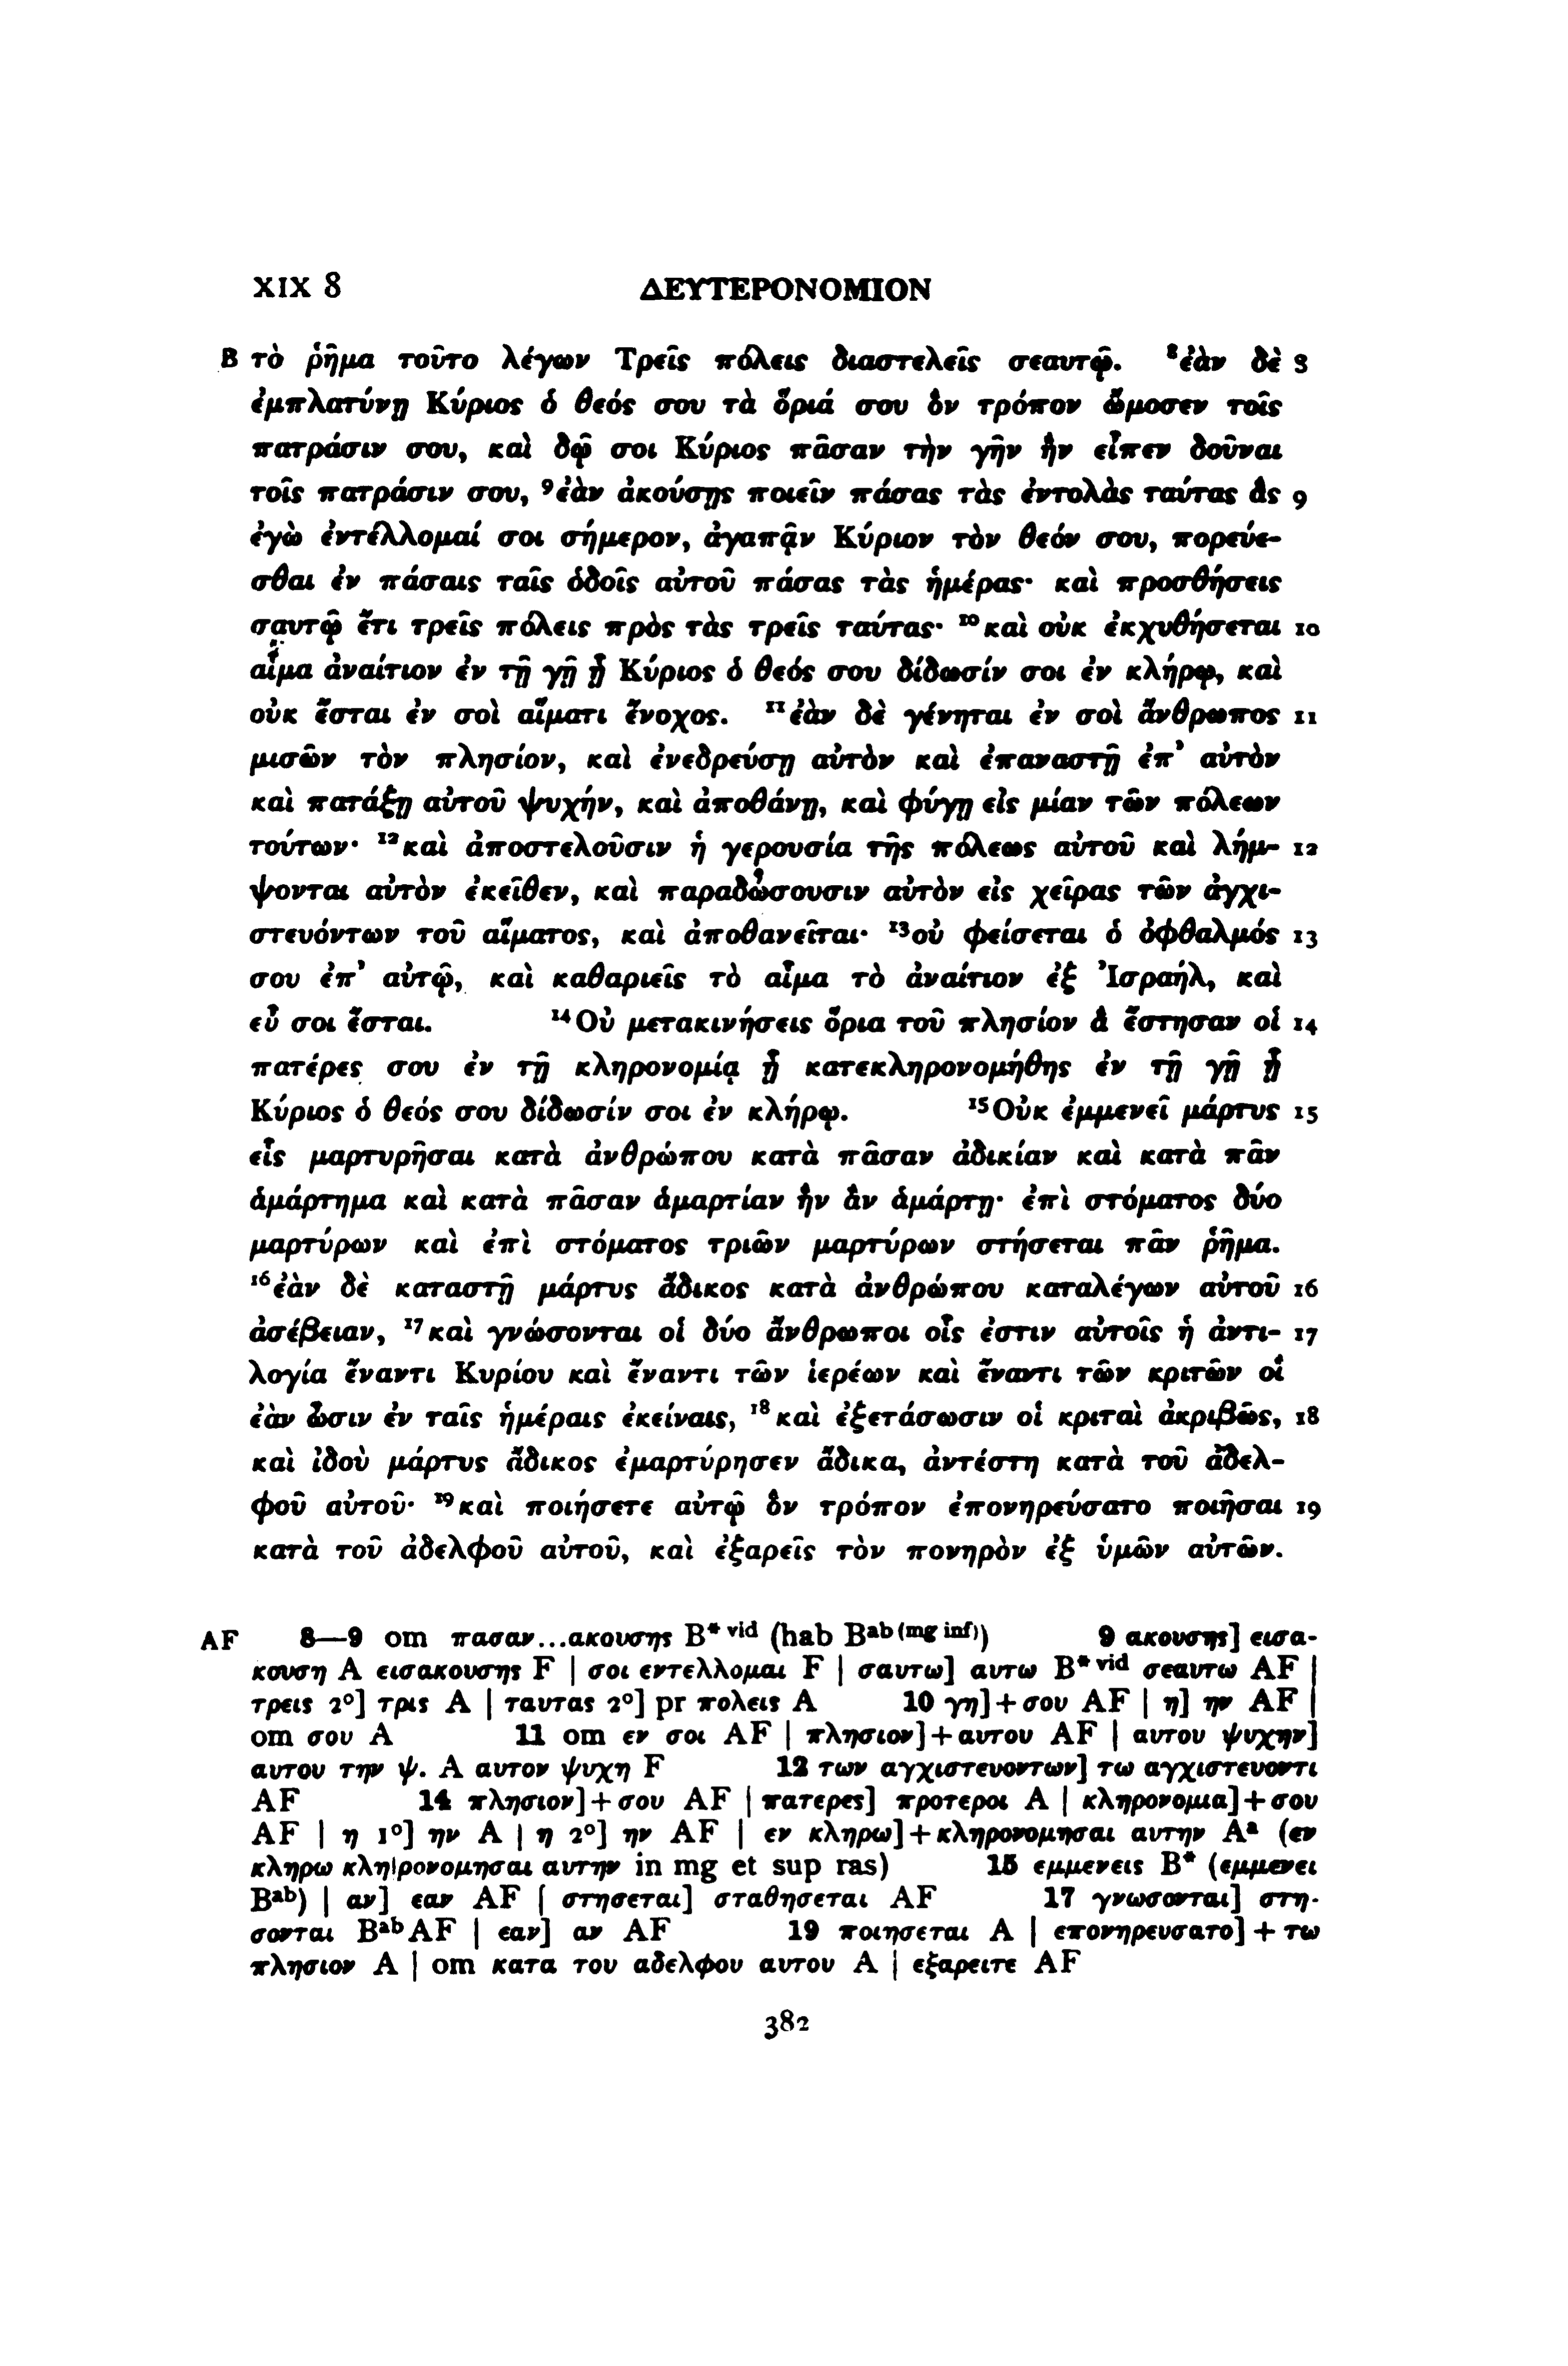 XIX 8 ΔΕΥΤΕΡΟΝΟΜΙΟΝ
B τὸ ῥῆμα τοῦτο λέγων Τρεῖς πόλεις διαστελεῖς σεαυτῷ. ⁸ἐὰν δὲ 8
ἐμπλατύνῃ Κύριος ὁ θεός σου τὰ ὅριά σου ὃν τρόπον ὤμοσεν τοῖς
πατράσιν σου, καὶ δῷ σοι Κύριος πᾶσαν τὴν γῆν ἣν εἶπεν δοῦναι
τοῖς πατράσιν σου, ⁹ἐὰν ἀκούσῃς ποιεῖν πάσας τὰς ἐντολὰς ταύτας ἃς 9
ἐγὼ ἐντέλλομαί σοι σήμερον, ἀγαπᾷν Κύριον τὸν θεόν σου, πορεύε-
σθαι ἐν πάσαις ταῖς ὁδοῖς αὐτοῦ πάσας τὰς ἡμέρας· καὶ προσθήσεις
σαυτῷ ἔτι τρεῖς πόλεις πρὸς τὰς τρεῖς ταύτας· ¹⁰καὶ οὐκ ἐκχυθήσεται 10
αἷμα ἀναίτιον ἐν τῇ γῇ ᾗ Κύριος ὁ θεός σου δίδωσίν σοι ἐν κλήρῳ, καὶ
οὐκ ἔσται ἐν σοὶ αἵματι ἔνοχος. ¹¹ἐὰν δὲ γένηται ἐν σοὶ ἄνθρωπος 11
μισῶν τὸν πλησίον, καὶ ἐνεδρεύσῃ αὐτὸν καὶ ἐπαναστῇ ἐπ’ αὐτὸν
καὶ πατάξῃ αὐτοῦ ψυχήν, καὶ ἀποθάνῃ, καὶ φύγῃ εἰς μίαν τῶν πόλεων
τούτων· ¹²καὶ ἀποστελοῦσιν ἡ γερουσία τῆς πόλεως αὐτοῦ καὶ λήμ- 12
ψονται αὐτὸν ἐκεῖθεν, καὶ παραδώσουσιν αὐτὸν εἰς χεῖρας τῶν ἀγχι-
στευόντων τοῦ αἵματος, καὶ ἀποθανεῖται· ¹³οὐ φείσεται ὁ ὀφθαλμός 13
σου ἐπ’ αὐτῷ, καὶ καθαριεῖς τὸ αἷμα τὸ ἀναίτιον ἐξ Ἰσραήλ, καὶ
εὖ σοι ἔσται. ¹⁴Οὐ μετακινήσεις ὅρια τοῦ πλησίον ἃ ἔστησαν οἱ 14
πατέρες σου ἐν τῇ κληρονομίᾳ ᾗ κατεκληρονομήθης ἐν τῇ γῇ ᾗ
Κύριος ὁ θεός σου δίδωσίν σοι ἐν κλήρῳ. ¹⁵Οὐκ ἐμμενεῖ μάρτυς 15
εἷς μαρτυρῆσαι κατὰ ἀνθρώπου κατὰ πᾶσαν ἀδικίαν καὶ κατὰ πᾶν
ἁμάρτημα καὶ κατὰ πᾶσαν ἁμαρτίαν ἣν ἂν ἁμάρτῃ· ἐπὶ στόματος δύο
μαρτύρων καὶ ἐπὶ στόματος τριῶν μαρτύρων στήσεται πᾶν ῥῆμα.
¹⁶ἐὰν δὲ καταστῇ μάρτυς ἄδικος κατὰ ἀνθρώπου καταλέγων αὐτοῦ 16
ἀσέβειαν, ¹⁷καὶ γνώσονται οἱ δύο ἄνθρωποι οἷς ἐστιν αὐτοῖς ἡ ἀντι- 17
λογία ἔναντι Κυρίου καὶ ἔναντι τῶν ἱερέων καὶ ἔναντι τῶν κριτῶν οἳ
ἐὰν ὦσιν ἐν ταῖς ἡμέραις ἐκείναις, ¹⁸καὶ ἐξετάσωσιν οἱ κριταὶ ἀκριβῶς, 18
καὶ ἰδοὺ μάρτυς ἄδικος ἐμαρτύρησεν ἄδικα, ἀντέστη κατὰ τοῦ ἀδελ-
φοῦ αὐτοῦ· ¹⁹καὶ ποιήσετε αὐτῷ ὃν τρόπον ἐπονηρεύσατο ποιῆσαι 19
κατὰ τοῦ ἀδελφοῦ αὐτοῦ, καὶ ἐξαρεῖς τὸν πονηρὸν ἐξ ὑμῶν αὐτῶν.
AF 8—9 om πασαν...ακουσης B* vid (hab Bab (mg inf)) 9 ακουσης] εισα-
κουση A εισακουσης F | σοι εντελλομαι F | σαυτω] αυτω B* vid σεαυτω AF |
τρεις 2°] τρις A | ταυτας 2°] pr πολεις A 10 γη]+σου AF | η] ην AF |
om σου A 11 om εν σοι AF | πλησιον]+αυτου AF | αυτου ψυχην]
αυτου την ψ. A αυτον ψυχη F 12 των αγχιστευοντων] τω αγχιστευοντι
AF 14 πλησιον]+σου AF | πατερες] προτεροι A | κληρονομια]+σου
AF | η 1°] ην A | η 2°] ην AF | εν κληρω]+κληρονομησαι αυτην Aa (εν
κληρω κλη|ρονομησαι αυτην in mg et sup ras) 15 εμμενεις B* (εμμενει
Bab) | αν] εαν AF | στησεται] σταθησεται AF 17 γνωσονται] στη-
σονται Bab AF | εαν] αν AF 19 ποιησεται A | επονηρευσατο]+τω
πλησιον A | om κατα του αδελφου αυτου A | εξαρειτε AF
382